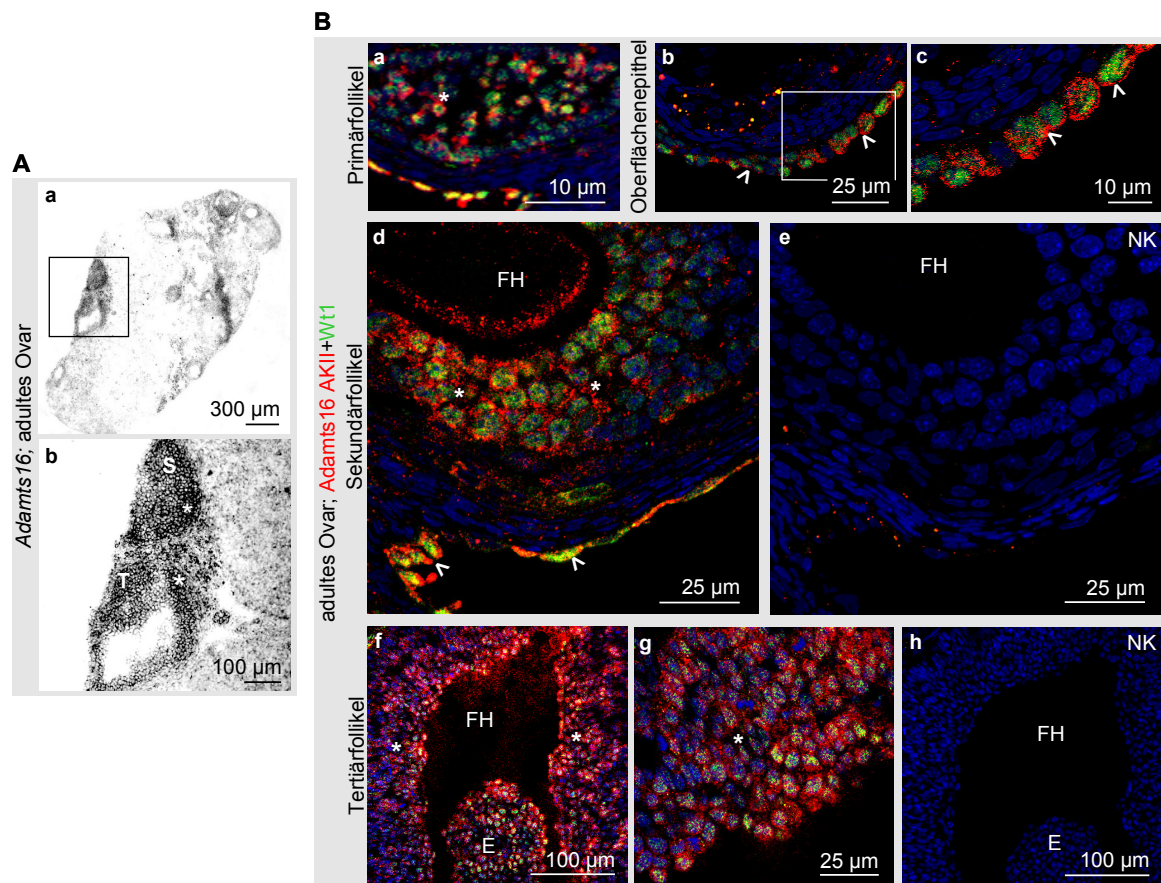 A
Adamts16; adultes Ovar
a
300 µm
b
S
*
T
*
100 µm
B
adultes Ovar; Adamts16 AKII+Wt1
Primärfollikel
a
*
10 µm
Oberflächenepithel
b
25 µm
c
10 µm
Sekundärfollikel
d
FH
* *
25 µm
e
NK
FH
25 µm
Tertiärfollikel
f
FH
* *
E
100 µm
g
*
25 µm
h
NK
FH
E
100 µm